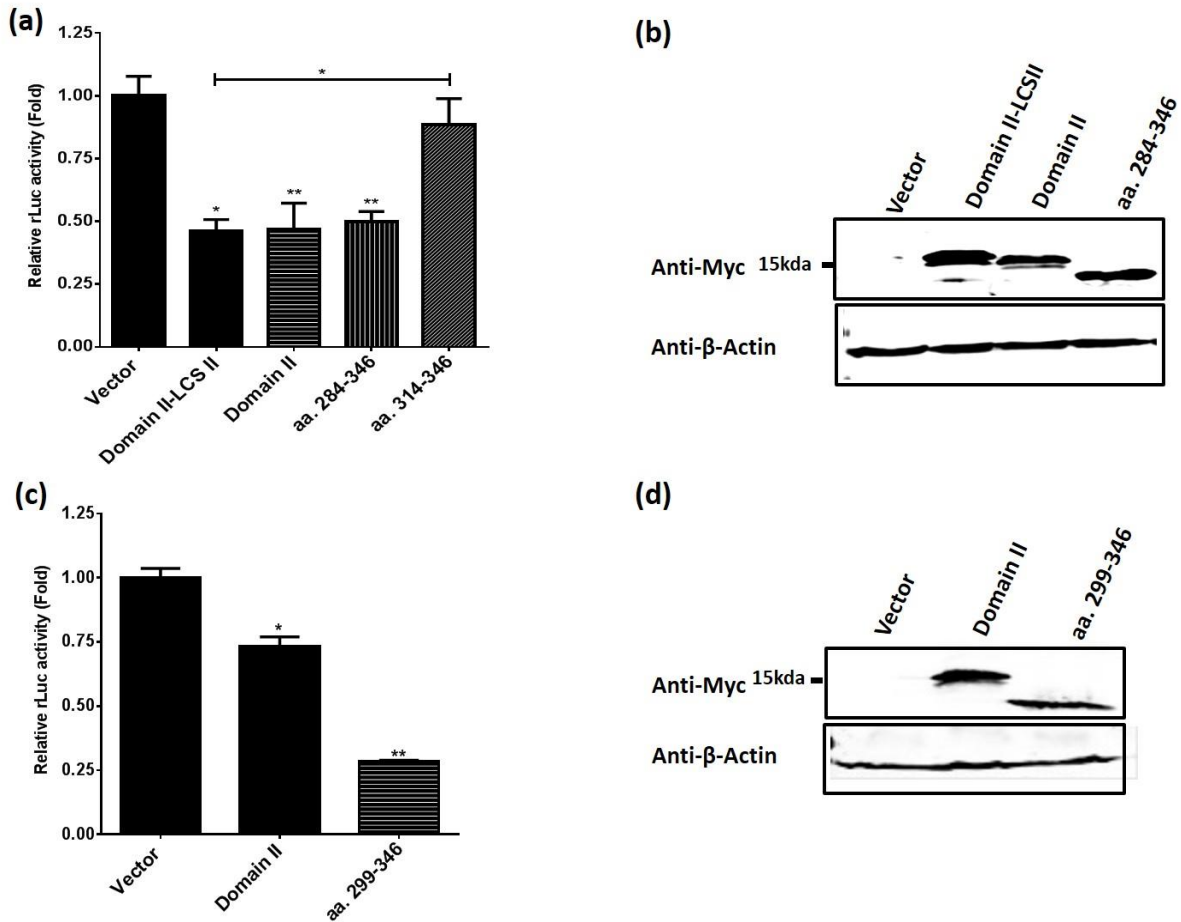 (a)
Relative rLuc activity (Fold)
1.25
1.00
0.75
0.50
0.25
0.00
*
*
**
**
Vector
Domain II-LCS II
Domain II
aa. 284-346
aa. 314-346
(b)
Vector
Domain II-LCSII
Domain II
aa. 284-346
Anti-Myc 15kda
Anti-β-Actin
(c)
Relative rLuc activity (Fold)
1.25
1.00
0.75
0.50
0.25
0.00
*
**
Vector
Domain II
aa. 299-346
(d)
Vector
Domain II
aa. 299-346
Anti-Myc 15kda
Anti-β-Actin